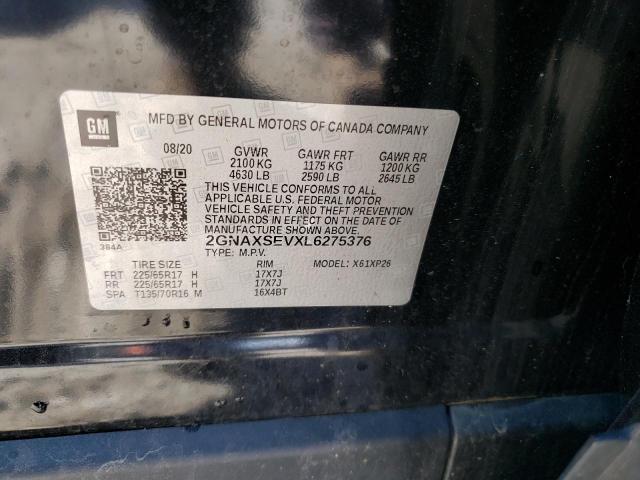 GM
MFD BY GENERAL MOTORS OF CANADA COMPANY
08/20 GVWR GAWR FRT GAWR RR
2100 KG 1175 KG 1200 KG
4630 LB 2590 LB 2645 LB
THIS VEHICLE CONFORMS TO ALL
APPLICABLE U.S. FEDERAL MOTOR
VEHICLE SAFETY, BUMPER, AND THEFT PREVENTION
STANDARDS IN EFFECT ON THE DATE OF
MANUFACTURE SHOWN ABOVE.
2GNAXSEVXL6275376
384A TYPE: M.P.V.
TIRE SIZE RIM MODEL: X61XP26
FRT 225/65R17 H 17X7J
RR 225/65R17 H 17X7J
SPA T135/70R16 M 16X4BT